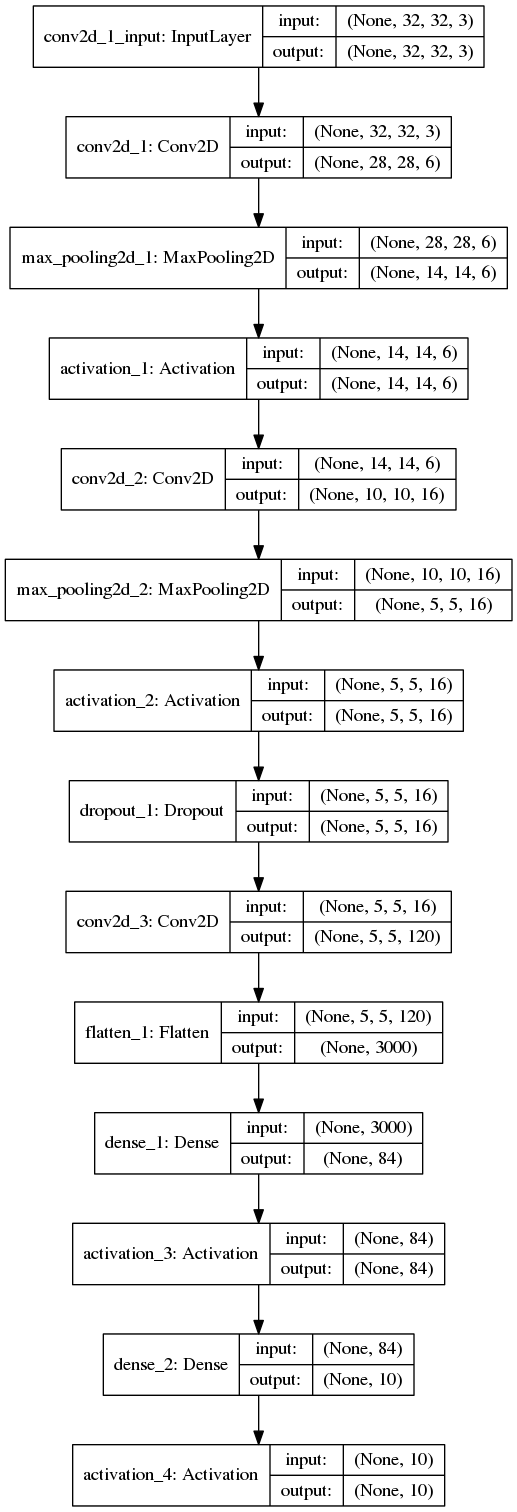 conv2d_1_input: InputLayer input: (None, 32, 32, 3)
output: (None, 32, 32, 3)
conv2d_1: Conv2D input: (None, 32, 32, 3)
output: (None, 28, 28, 6)
max_pooling2d_1: MaxPooling2D input: (None, 28, 28, 6)
output: (None, 14, 14, 6)
activation_1: Activation input: (None, 14, 14, 6)
output: (None, 14, 14, 6)
conv2d_2: Conv2D input: (None, 14, 14, 6)
output: (None, 10, 10, 16)
max_pooling2d_2: MaxPooling2D input: (None, 10, 10, 16)
output: (None, 5, 5, 16)
activation_2: Activation input: (None, 5, 5, 16)
output: (None, 5, 5, 16)
dropout_1: Dropout input: (None, 5, 5, 16)
output: (None, 5, 5, 16)
conv2d_3: Conv2D input: (None, 5, 5, 16)
output: (None, 5, 5, 120)
flatten_1: Flatten input: (None, 5, 5, 120)
output: (None, 3000)
dense_1: Dense input: (None, 3000)
output: (None, 84)
activation_3: Activation input: (None, 84)
output: (None, 84)
dense_2: Dense input: (None, 84)
output: (None, 10)
activation_4: Activation input: (None, 10)
output: (None, 10)